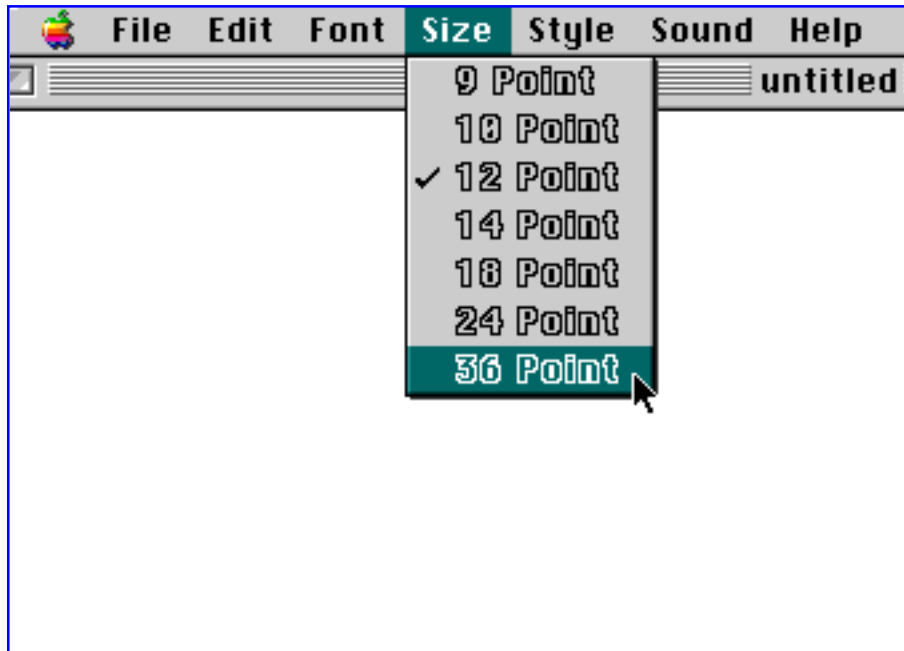 File Edit Font Size Style Sound Help
untitled
9 Point
10 Point
✓ 12 Point
14 Point
18 Point
24 Point
36 Point